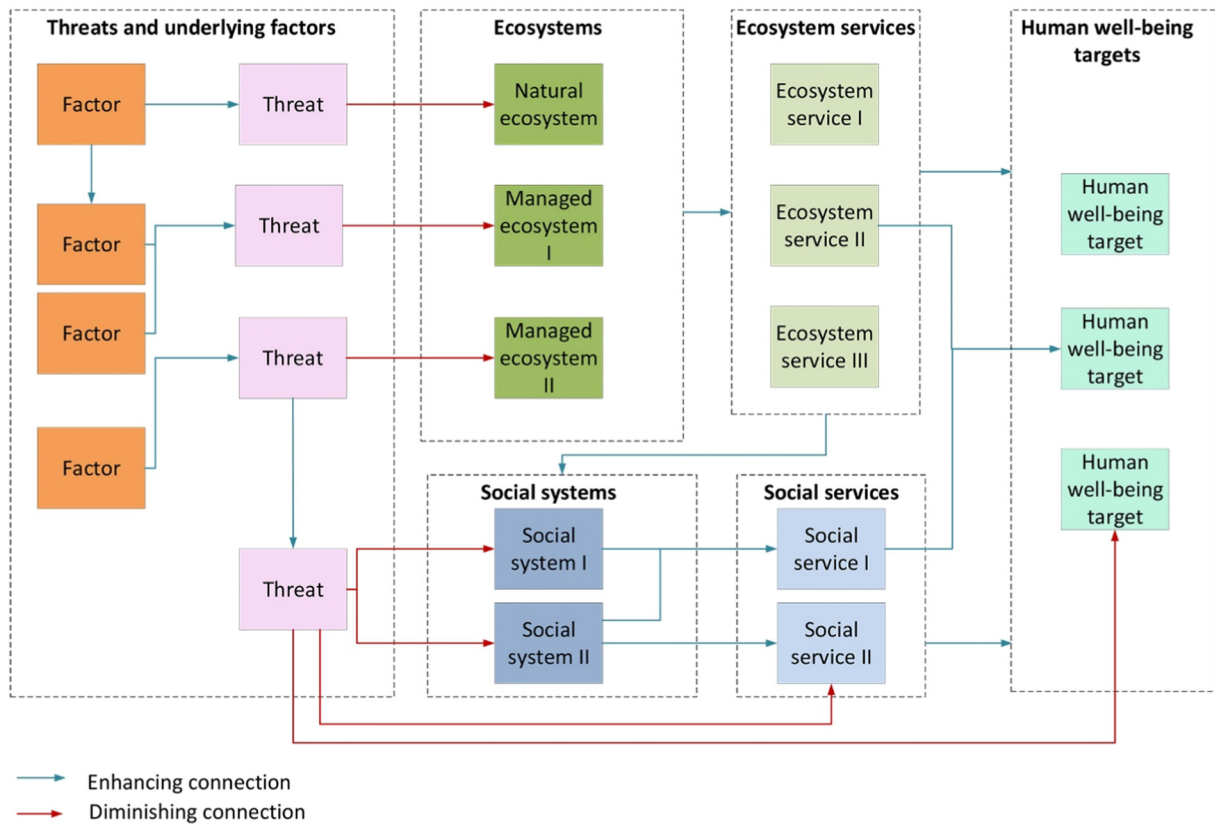 Threats and underlying factors
Factor
Threat
Factor
Threat
Factor
Threat
Factor
Threat
Ecosystems
Natural
ecosystem
Managed
ecosystem
I
Managed
ecosystem
II
Ecosystem services
Ecosystem
service I
Ecosystem
service II
Ecosystem
service III
Human well-being
targets
Human
well-being
target
Human
well-being
target
Human
well-being
target
Social systems
Social
system I
Social
system II
Social services
Social
service I
Social
service II
Enhancing connection
Diminishing connection